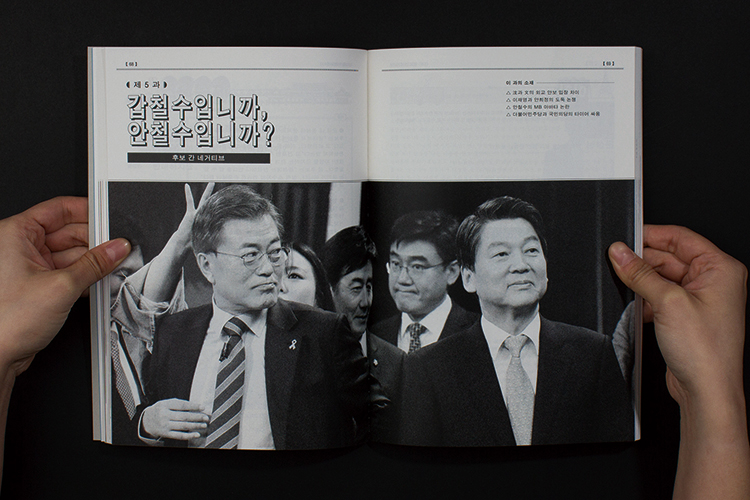 【68】
【69】
제 5 과
갑철수입니까,
안철수입니까?
후보 간 네거티브
이 과의 소재
△ 조과 文의 외교 안보 입장 차이
△ 이재명과 안희정의 도독 논쟁
△ 안철수의 MB 아바타 논란
△ 더불어민주당과 국민의당의 타이어 싸움